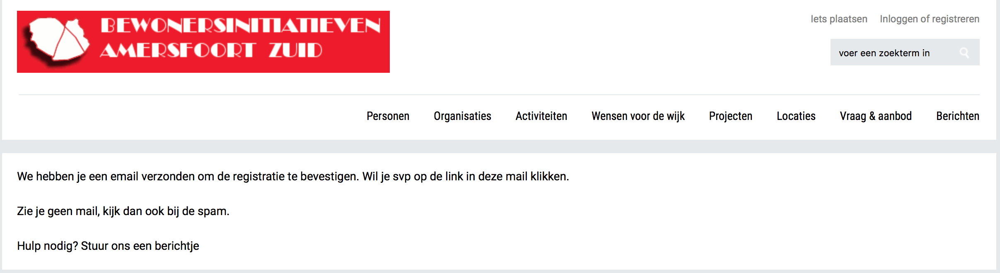 BEWONERSINITIATIEVEN
AMERSFOORT ZUID
Iets plaatsen Inloggen of registreren
voer een zoekterm in
Personen Organisaties Activiteiten Wensen voor de wijk Projecten Locaties Vraag & aanbod Berichten
We hebben je een email verzonden om de registratie te bevestigen. Wil je svp op de link in deze mail klikken.
Zie je geen mail, kijk dan ook bij de spam.
Hulp nodig? Stuur ons een berichtje